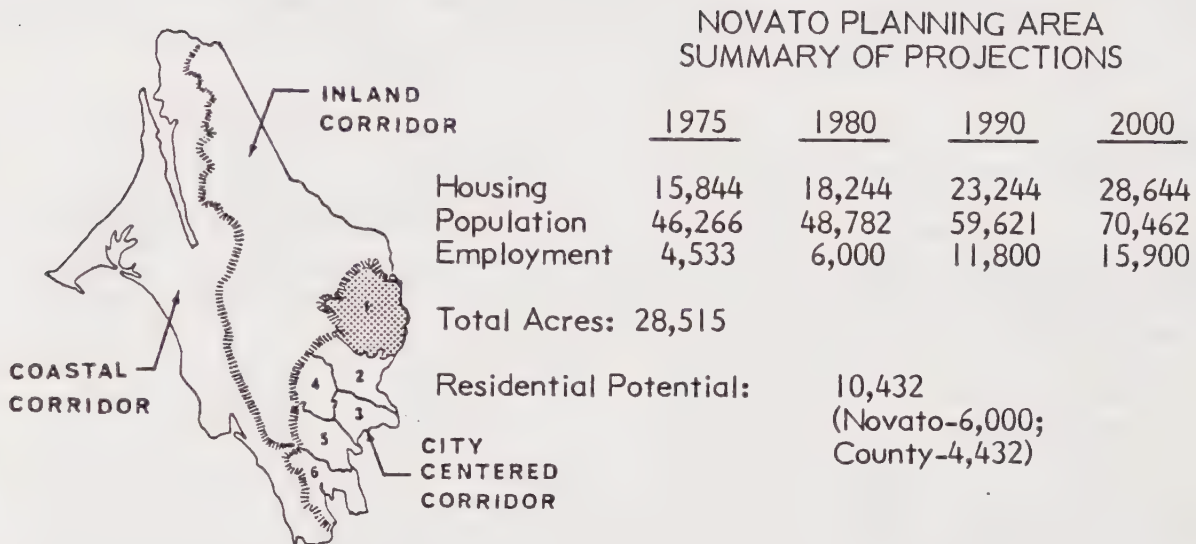 NOVATO PLANNING AREA
SUMMARY OF PROJECTIONS
1975 1980 1990 2000
Housing 15,844 18,244 23,244 28,644
Population 46,266 48,782 59,621 70,462
Employment 4,533 6,000 11,800 15,900
Total Acres: 28,515
Residential Potential: 10,432
(Novato-6,000;
County-4,432)
INLAND
CORRIDOR
COASTAL
CORRIDOR
CITY
CENTERED
CORRIDOR
1
2
3
4
5
6